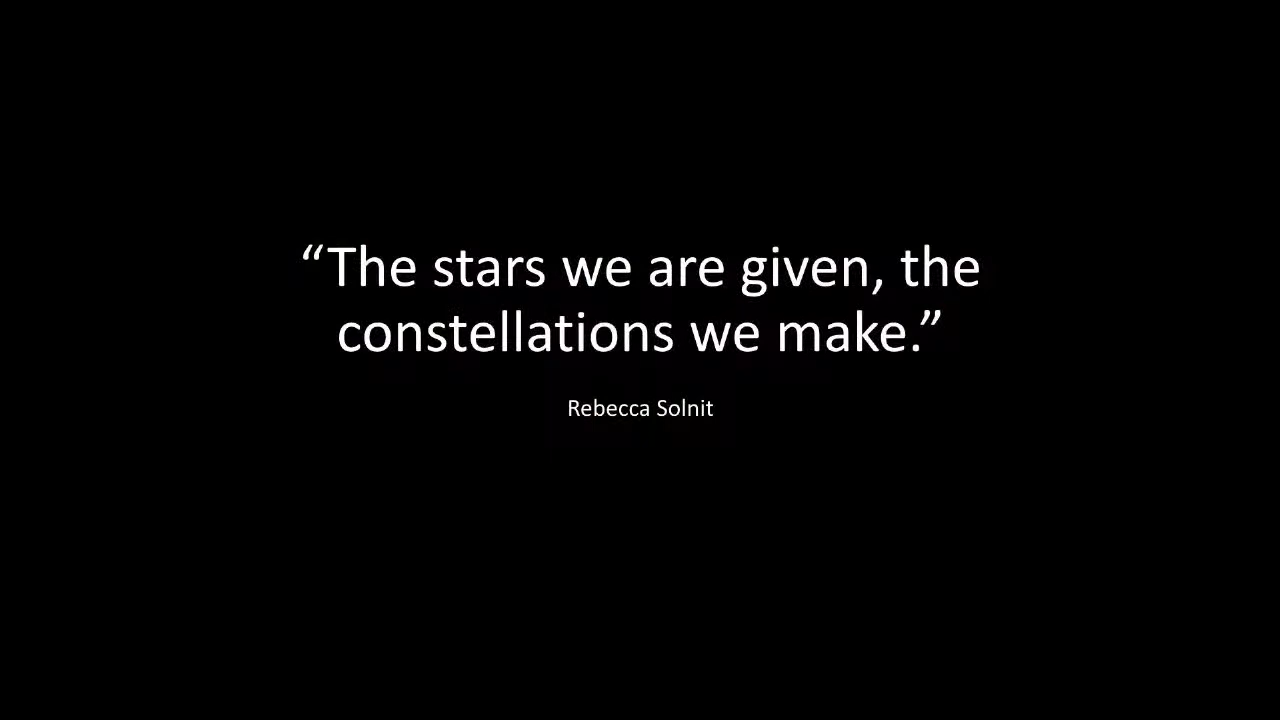 “The stars we are given, the
constellations we make.”
Rebecca Solnit